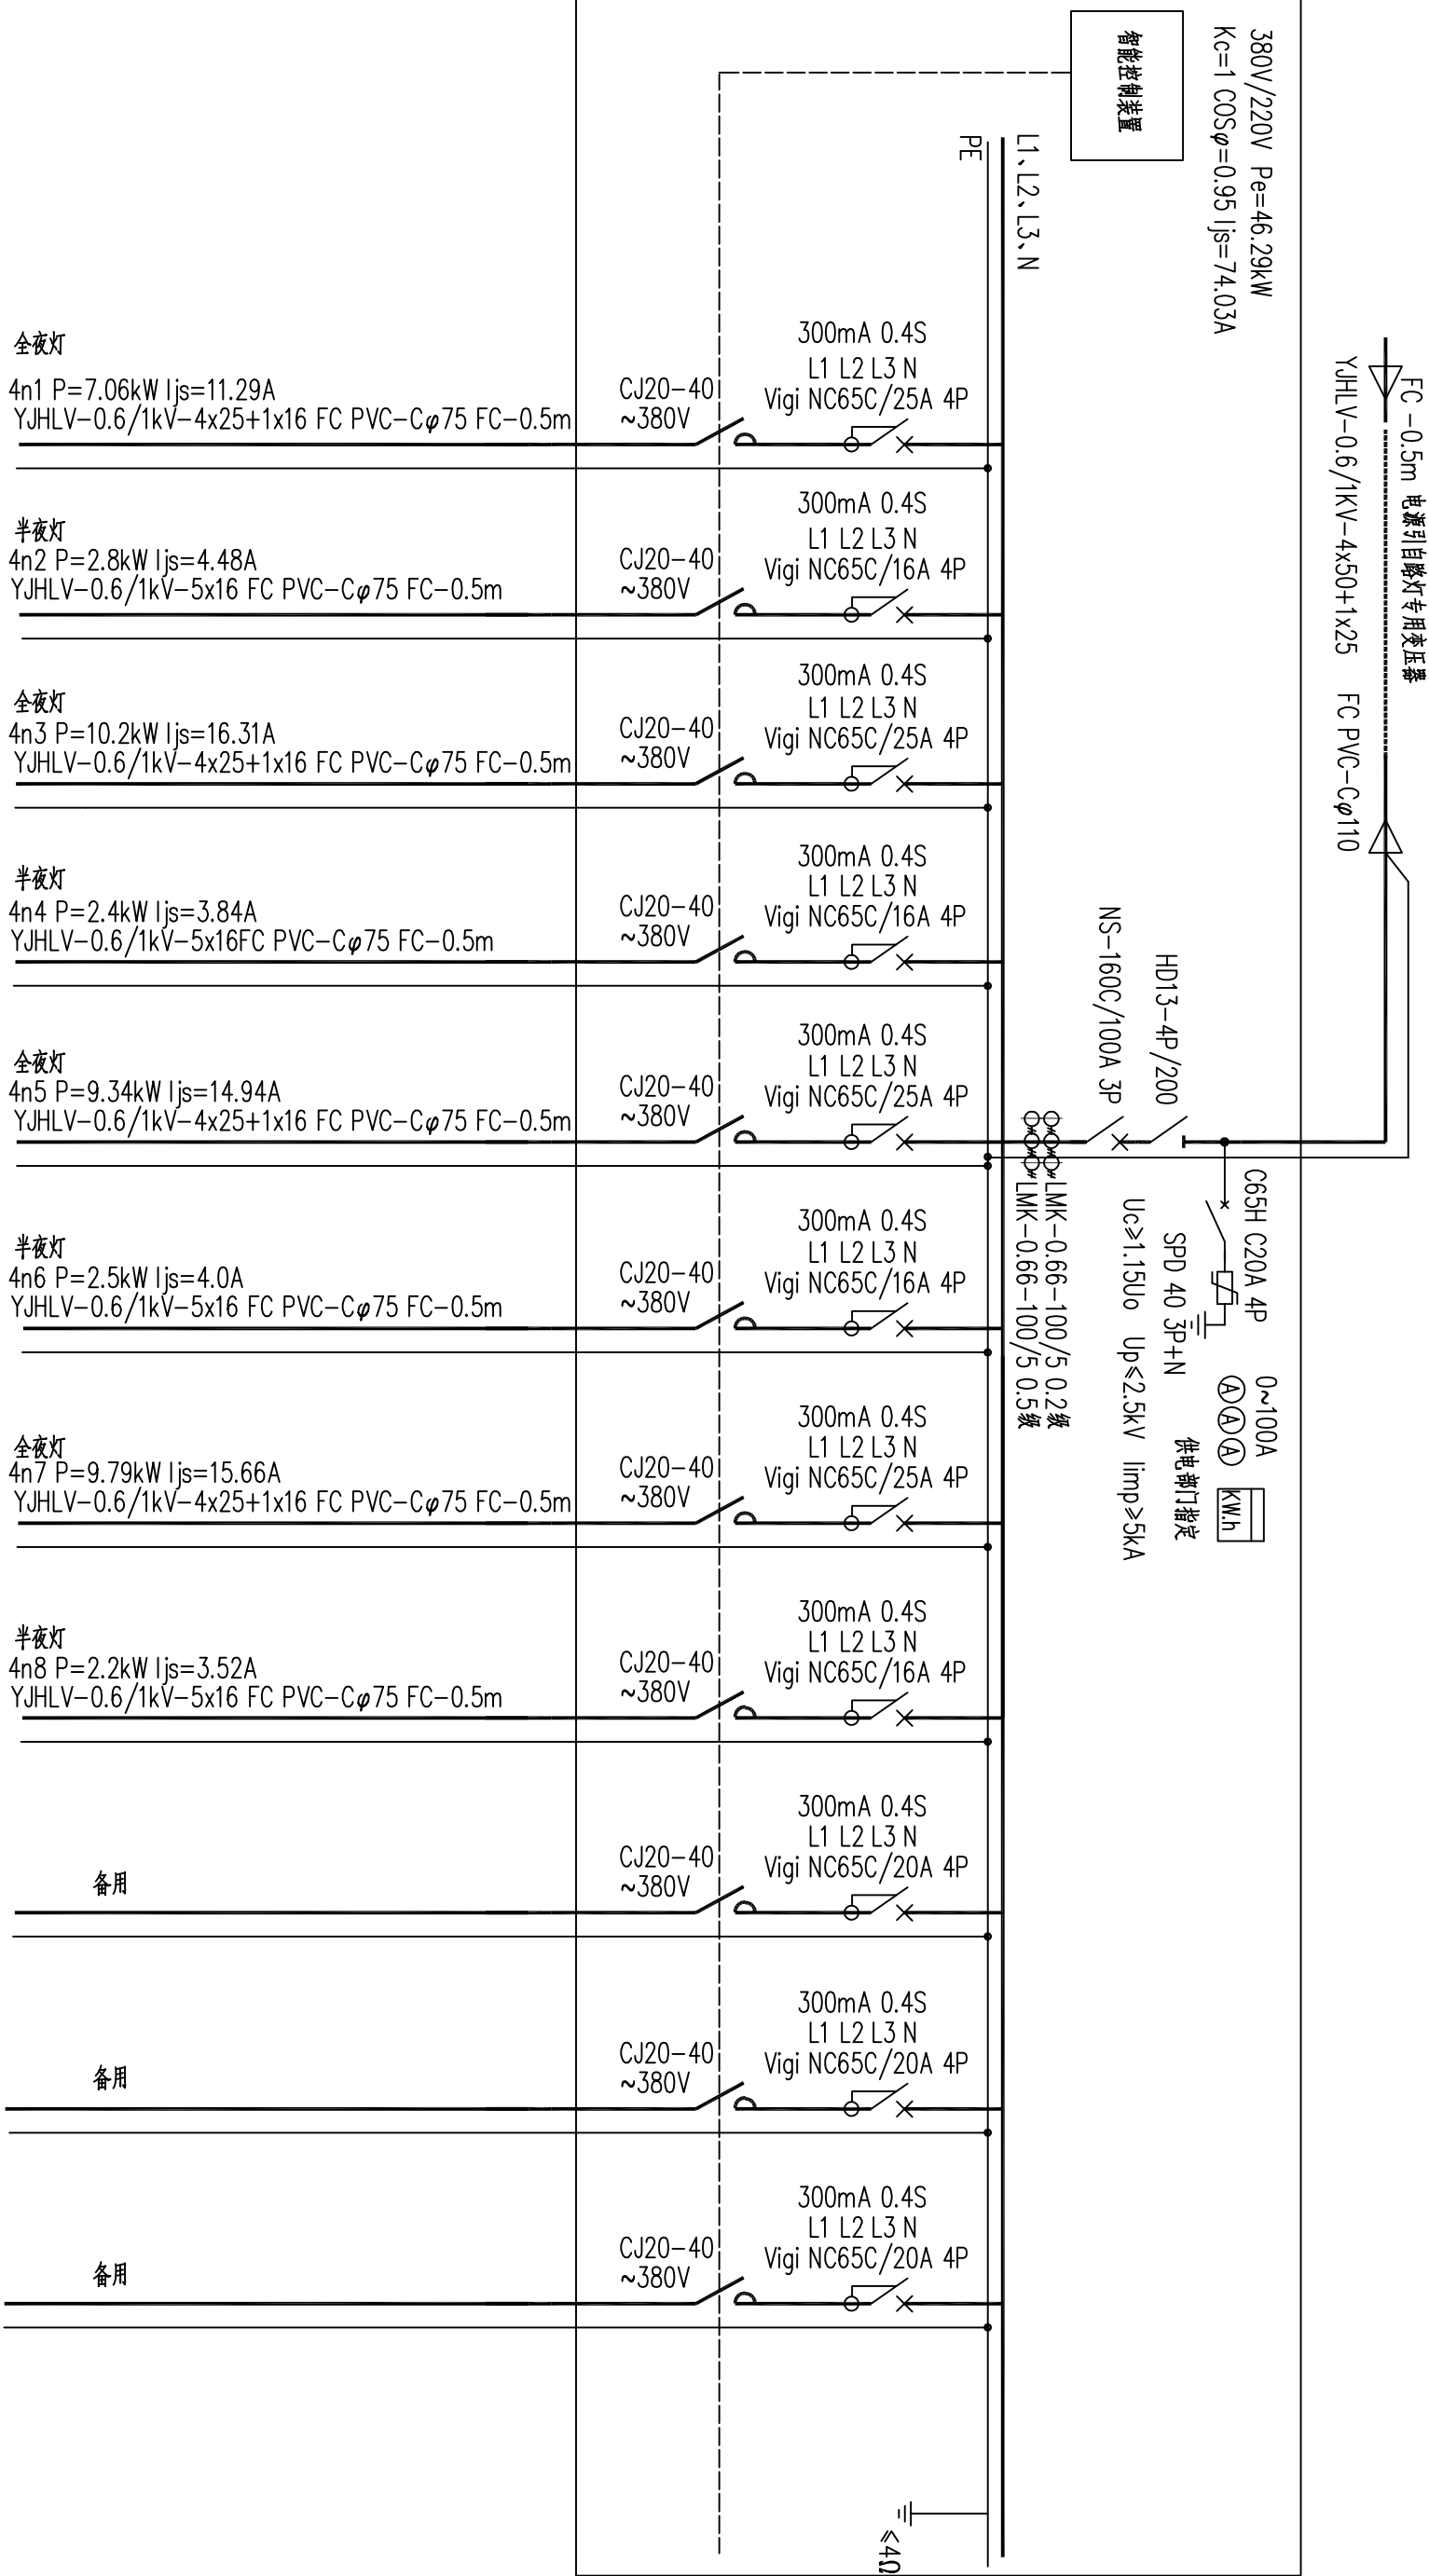 380V/220V Pe=46.29kW
Kc=1 COSφ=0.95 Ijs=74.03A
智能控制装置
L1、L2、L3、N
PE
FC -0.5m 电源引自路灯专用变压器
YJHLV-0.6/1KV-4x50+1x25 FC PVC-Cφ110
HD13-4P/200
NS-160C/100A 3P
C65H C20A 4P
SPD 40 3P+N
Uc≥1.15Uo Up≤2.5kV Iimp≥5kA
LMK-0.66-100/5 0.2级
LMK-0.66-100/5 0.5级
0~100A
A A A
KW.h
供电部门指定
300mA 0.4S
L1 L2 L3 N
Vigi NC65C/25A 4P
CJ20-40
~380V
全夜灯
4n1 P=7.06kW Ijs=11.29A
YJHLV-0.6/1kV-4x25+1x16 FC PVC-Cφ75 FC-0.5m
300mA 0.4S
L1 L2 L3 N
Vigi NC65C/16A 4P
CJ20-40
~380V
半夜灯
4n2 P=2.8kW Ijs=4.48A
YJHLV-0.6/1kV-5x16 FC PVC-Cφ75 FC-0.5m
300mA 0.4S
L1 L2 L3 N
Vigi NC65C/25A 4P
CJ20-40
~380V
全夜灯
4n3 P=10.2kW Ijs=16.31A
YJHLV-0.6/1kV-4x25+1x16 FC PVC-Cφ75 FC-0.5m
300mA 0.4S
L1 L2 L3 N
Vigi NC65C/16A 4P
CJ20-40
~380V
半夜灯
4n4 P=2.4kW Ijs=3.84A
YJHLV-0.6/1kV-5x16FC PVC-Cφ75 FC-0.5m
300mA 0.4S
L1 L2 L3 N
Vigi NC65C/25A 4P
CJ20-40
~380V
全夜灯
4n5 P=9.34kW Ijs=14.94A
YJHLV-0.6/1kV-4x25+1x16 FC PVC-Cφ75 FC-0.5m
300mA 0.4S
L1 L2 L3 N
Vigi NC65C/16A 4P
CJ20-40
~380V
半夜灯
4n6 P=2.5kW Ijs=4.0A
YJHLV-0.6/1kV-5x16 FC PVC-Cφ75 FC-0.5m
300mA 0.4S
L1 L2 L3 N
Vigi NC65C/25A 4P
CJ20-40
~380V
全夜灯
4n7 P=9.79kW Ijs=15.66A
YJHLV-0.6/1kV-4x25+1x16 FC PVC-Cφ75 FC-0.5m
300mA 0.4S
L1 L2 L3 N
Vigi NC65C/16A 4P
CJ20-40
~380V
半夜灯
4n8 P=2.2kW Ijs=3.52A
YJHLV-0.6/1kV-5x16 FC PVC-Cφ75 FC-0.5m
300mA 0.4S
L1 L2 L3 N
Vigi NC65C/20A 4P
CJ20-40
~380V
备用
300mA 0.4S
L1 L2 L3 N
Vigi NC65C/20A 4P
CJ20-40
~380V
备用
300mA 0.4S
L1 L2 L3 N
Vigi NC65C/20A 4P
CJ20-40
~380V
备用
≤4Ω